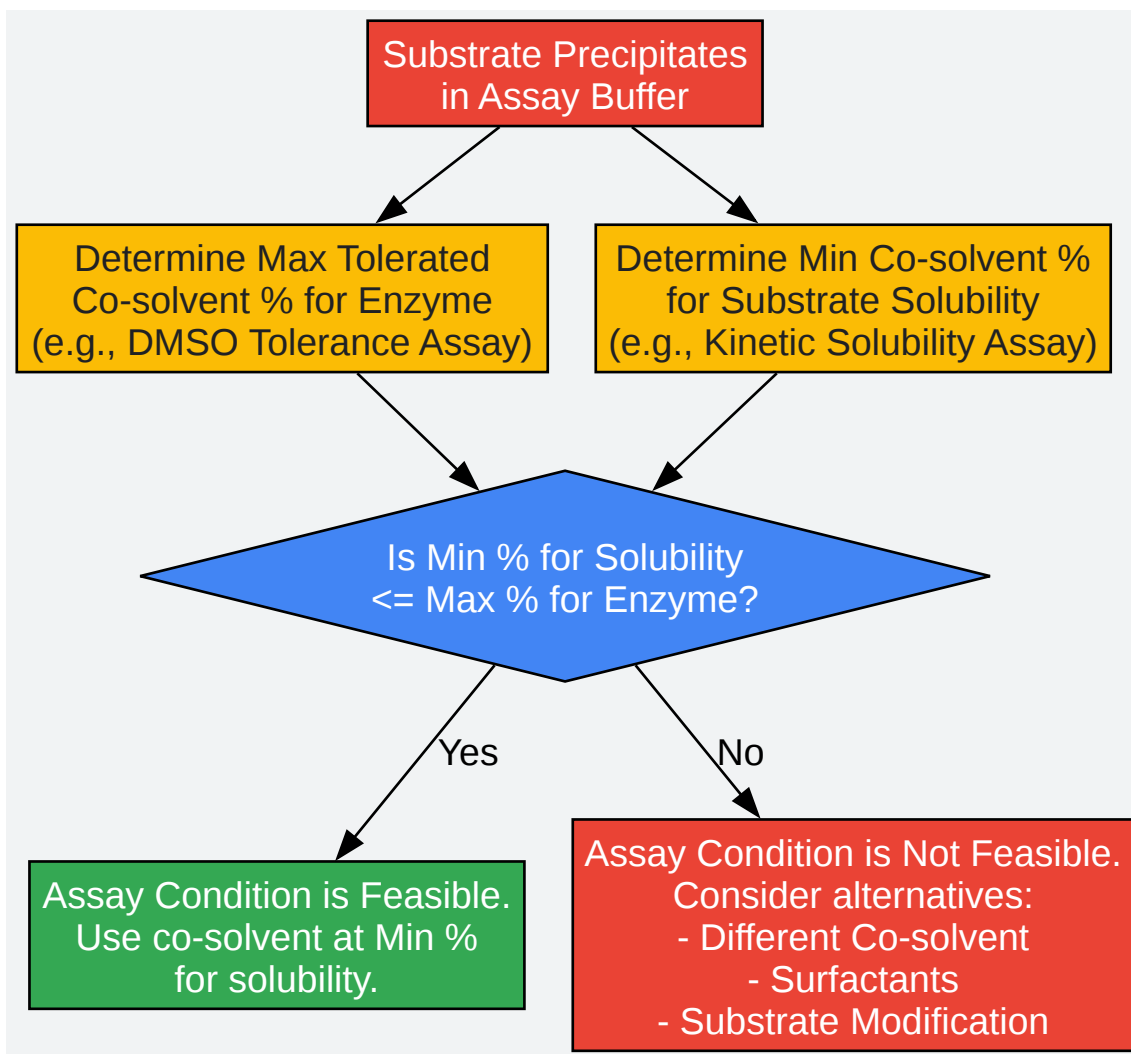 Substrate Precipitates
in Assay Buffer
Determine Max Tolerated
Co-solvent % for Enzyme
(e.g., DMSO Tolerance Assay)
Determine Min Co-solvent %
for Substrate Solubility
(e.g., Kinetic Solubility Assay)
Is Min % for Solubility
<= Max % for Enzyme?
Yes
No
Assay Condition is Feasible.
Use co-solvent at Min %
for solubility.
Assay Condition is Not Feasible.
Consider alternatives:
- Different Co-solvent
- Surfactants
- Substrate Modification